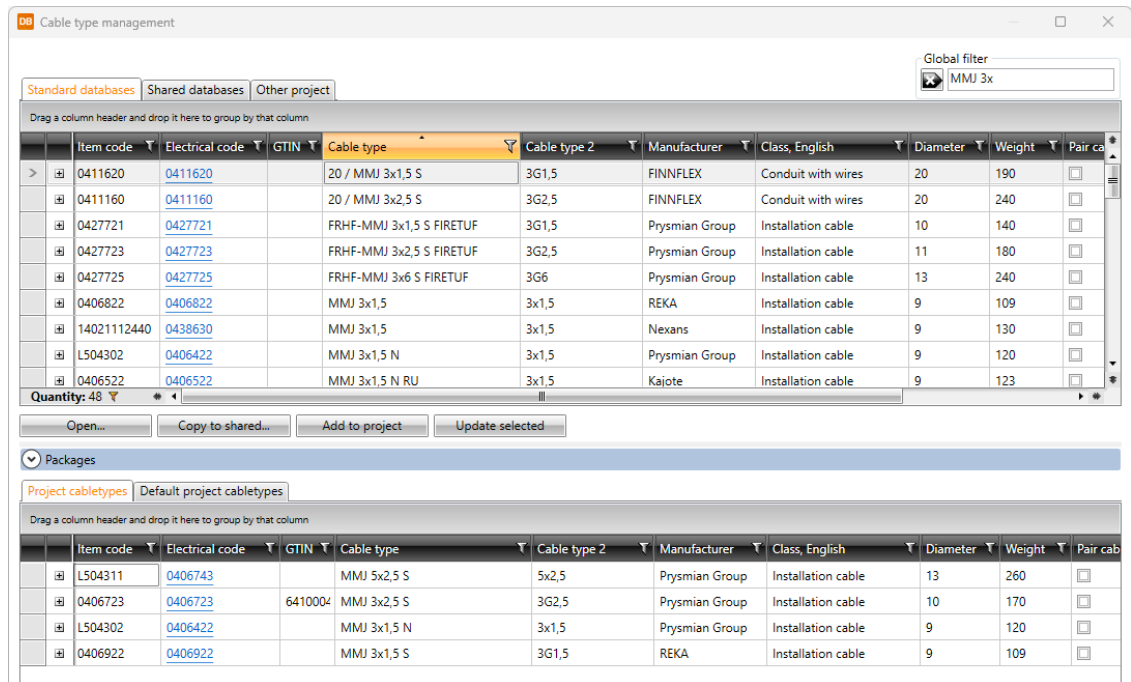 DB Cable type management
Global filter
MMJ 3x
Standard databases Shared databases Other project
Drag a column header and drop it here to group by that column
Item code Electrical code GTIN Cable type Cable type 2 Manufacturer Class, English Diameter Weight Pair ca
0411620 0411620 20 / MMJ 3x1,5 S 3G1,5 FINNFLEX Conduit with wires 20 190
0411160 0411160 20 / MMJ 3x2,5 S 3G2,5 FINNFLEX Conduit with wires 20 240
0427721 0427721 FRHF-MMJ 3x1,5 S FIRETUF 3G1,5 Prysmian Group Installation cable 10 140
0427723 0427723 FRHF-MMJ 3x2,5 S FIRETUF 3G2,5 Prysmian Group Installation cable 11 180
0427725 0427725 FRHF-MMJ 3x6 S FIRETUF 3G6 Prysmian Group Installation cable 13 240
0406822 0406822 MMJ 3x1,5 3x1,5 REKA Installation cable 9 109
14021112440 0438630 MMJ 3x1,5 3x1,5 Nexans Installation cable 9 130
L504302 0406422 MMJ 3x1,5 N 3x1,5 Prysmian Group Installation cable 9 120
0406522 0406522 MMJ 3x1,5 N RU 3x1,5 Kajote Installation cable 9 123
Quantity: 48
Open... Copy to shared... Add to project Update selected
Packages
Project cabletypes Default project cabletypes
Drag a column header and drop it here to group by that column
Item code Electrical code GTIN Cable type Cable type 2 Manufacturer Class, English Diameter Weight Pair cab
L504311 0406743 MMJ 5x2,5 S 5x2,5 Prysmian Group Installation cable 13 260
0406723 0406723 6410004 MMJ 3x2,5 S 3G2,5 Prysmian Group Installation cable 10 170
L504302 0406422 MMJ 3x1,5 N 3x1,5 Prysmian Group Installation cable 9 120
0406922 0406922 MMJ 3x1,5 S 3G1,5 REKA Installation cable 9 109